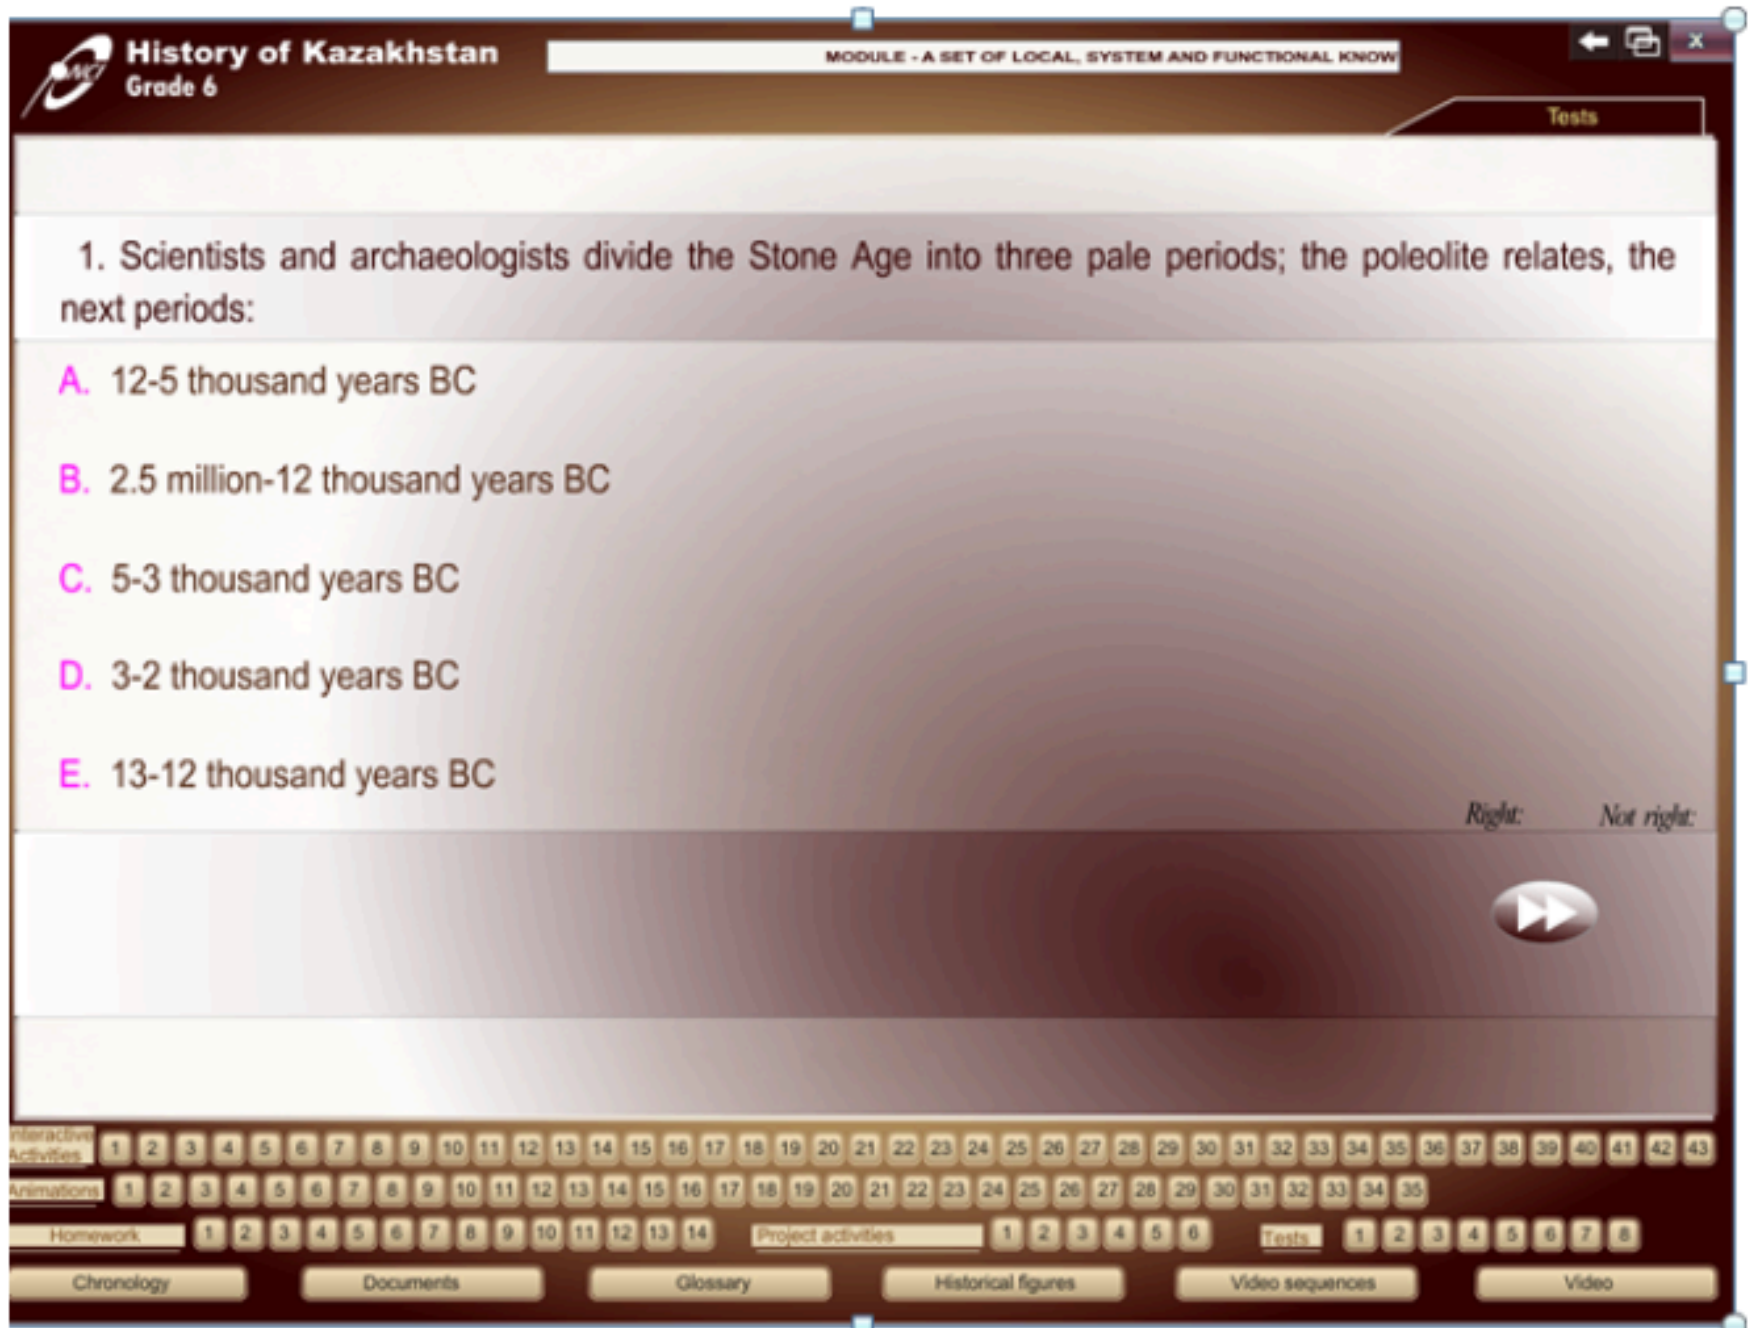 NCI
History of Kazakhstan
Grade 6
MODULE - A SET OF LOCAL, SYSTEM AND FUNCTIONAL KNOW
X
Tests
1. Scientists and archaeologists divide the Stone Age into three pale periods; the poleolite relates, the
next periods:
A. 12-5 thousand years BC
B. 2.5 million-12 thousand years BC
C. 5-3 thousand years BC
D. 3-2 thousand years BC
E. 13-12 thousand years BC
Right: Not right:
Interactive
Activities 1 2 3 4 5 6 7 8 9 10 11 12 13 14 15 16 17 18 19 20 21 22 23 24 25 26 27 28 29 30 31 32 33 34 35 36 37 38 39 40 41 42 43
Animations 1 2 3 4 5 6 7 8 9 10 11 12 13 14 15 16 17 18 19 20 21 22 23 24 25 26 27 28 29 30 31 32 33 34 35
Homework 1 2 3 4 5 6 7 8 9 10 11 12 13 14 Project activities 1 2 3 4 5 6 Tests 1 2 3 4 5 6 7 8
Chronology Documents Glossary Historical figures Video sequences Video